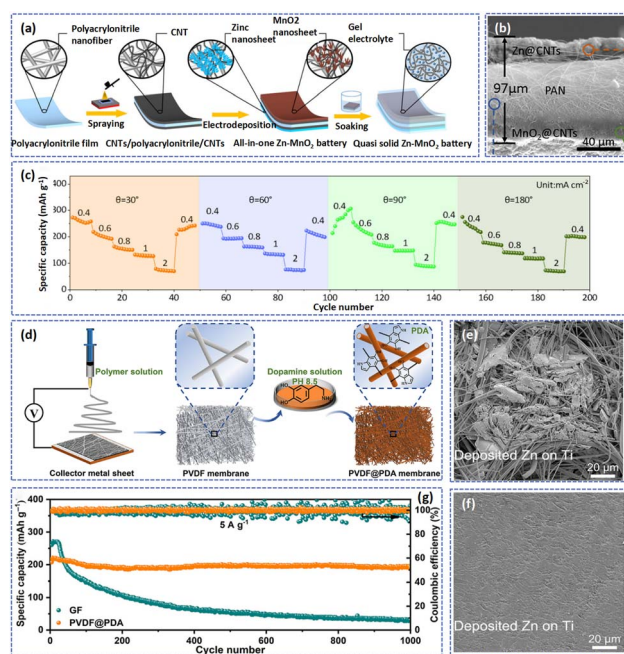 (a)
Polyacrylonitrile
nanofiber
CNT
Zinc
nanosheet
MnO2
nanosheet
Gel
electrolyte
Spraying
Electrodeposition
Soaking
Polyacrylonitrile film
CNTs/polyacrylonitrile/CNTs
All-in-one Zn-MnO₂ battery
Quasi solid Zn-MnO₂ battery
(b)
Zn@CNTs
97μm
PAN
MnO₂@CNTs
40 μm
(c)
Unit:mA cm⁻²
θ=30°
θ=60°
θ=90°
θ=180°
0.4
0.6
0.8
1
2
0.4
0.4
0.6
0.8
1
2
0.4
0.4
0.6
0.8
1
2
0.4
0.4
0.6
0.8
1
2
0.4
Specific capacity (mAh g⁻¹)
400
300
200
100
0
0 20 40 60 80 100 120 140 160 180 200
Cycle number
(d)
Polymer solution
V
Collector metal sheet
PVDF membrane
Dopamine solution
PH 8.5
PDA
PVDF@PDA membrane
(e)
Deposited Zn on Ti
20 μm
(f)
Deposited Zn on Ti
20 μm
(g)
5 A g⁻¹
GF
PVDF@PDA
Specific capacity (mAh g⁻¹)
400
350
300
250
200
150
100
50
0
0 200 400 600 800 1000
Cycle number
Coulombic efficiency (%)
100
80
60
40
20
0